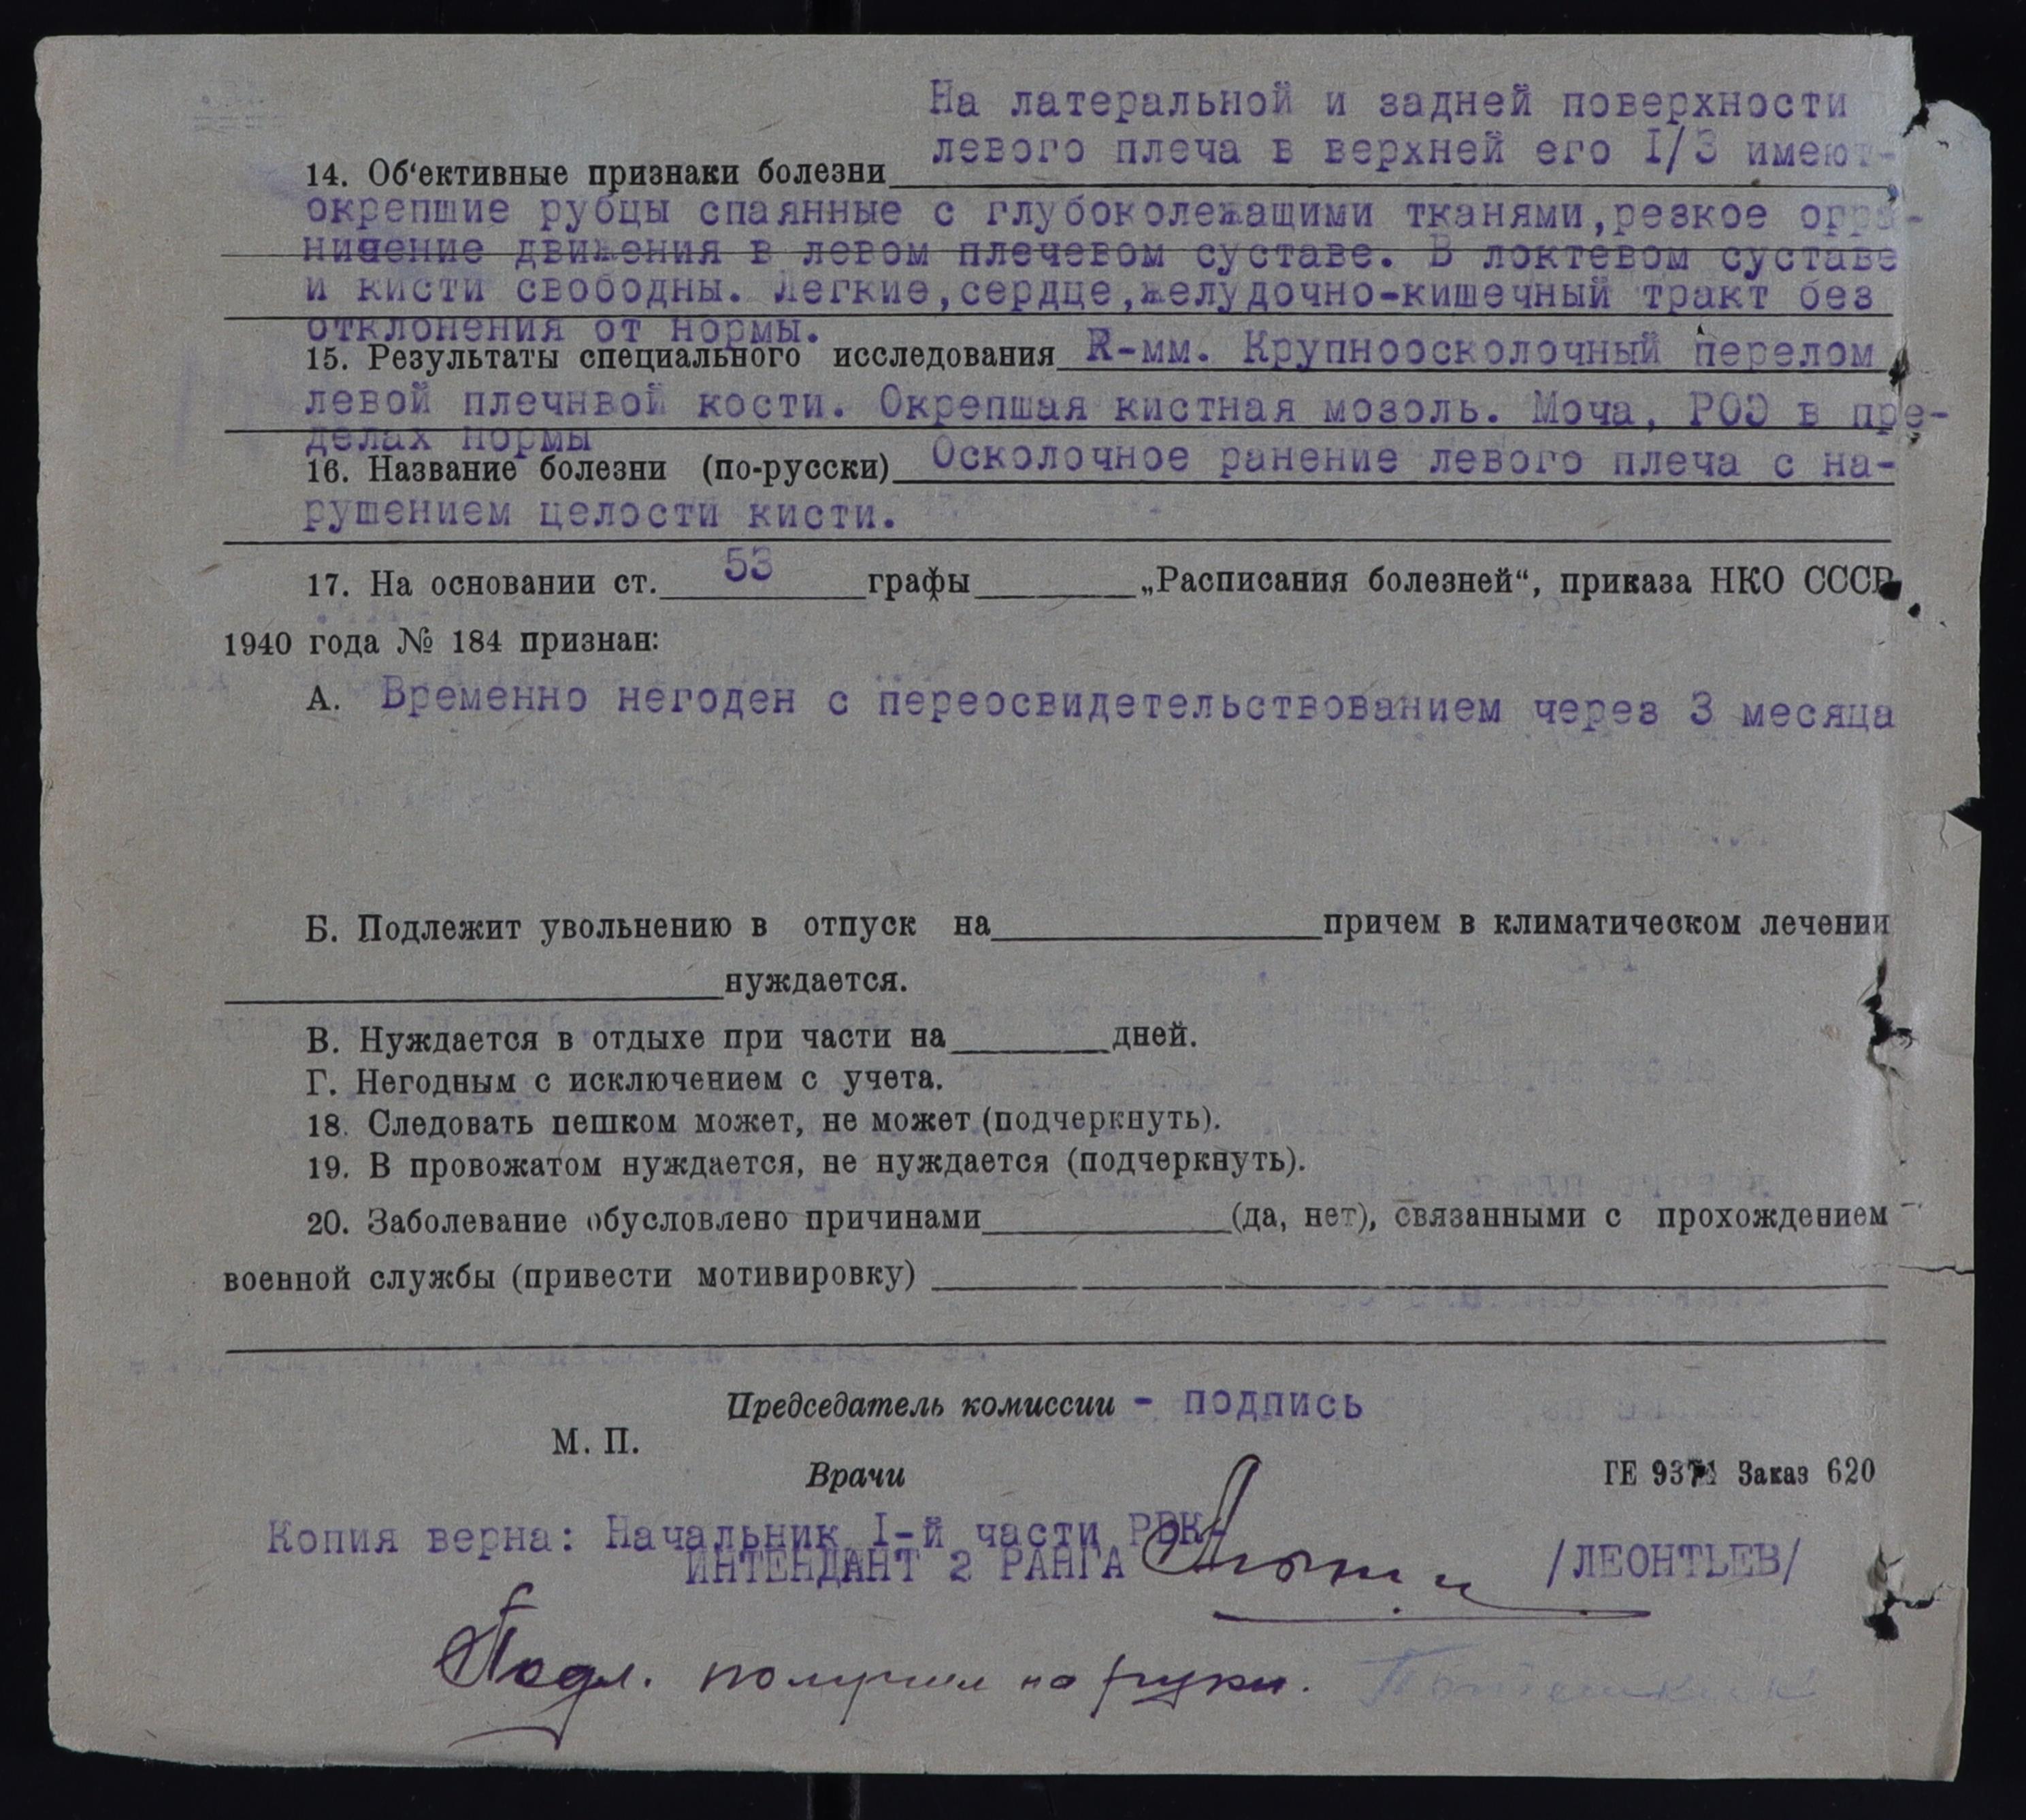 На латеральной и задней поверхности
14. Об‘ективные признаки болезни левого плеча в верхней его I/3 имеют-
окрепшие рубцы спаянные с глубоколежащими тканями,резкое огра-
ничение движения в левом плечевом суставе. В локтевом суставе
и кисти свободны. Легкие,сердце,желудочно-кишечный тракт без
отклонения от нормы.
15. Результаты специального исследования R-мм. Крупноосколочный перелом
левой плечнвой кости. Окрепшая кистная мозоль. Моча, РОЭ в пре-
делах нормы
16. Название болезни (по-русски) Осколочное ранение левого плеча с на-
рушением целости кисти.
17. На основании ст. 53 графы „Расписания болезней“, приказа НКО СССР
1940 года № 184 признан:
А. Временно негоден с переосвидетельствованием через 3 месяца
Б. Подлежит увольнению в отпуск на причем в климатическом лечении
нуждается.
В. Нуждается в отдыхе при части на дней.
Г. Негодным с исключением с учета.
18. Следовать пешком может, не может (подчеркнуть).
19. В провожатом нуждается, не нуждается (подчеркнуть).
20. Заболевание обусловлено причинами (да, нет), связанными с прохождением
военной службы (привести мотивировку)
Председатель комиссии - подпись
М. П.
Врачи
ГЕ 9371 Заказ 620
Копия верна: Начальник I-й части РВК-
ИНТЕНДАНТ 2 РАНГА /ЛЕОНТЬЕВ/
Подл. получил на руки.